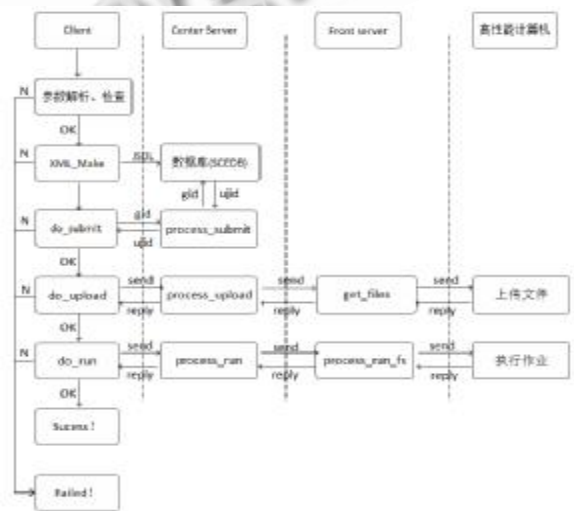 Client
Center Server
Front server
高性能计算机
N
参数解析、检查
OK
N
XML_Make
JSDL
数据库(SCEDB)
gid
ujid
N
do_submit
gid
ujid
process_submit
OK
N
do_upload
send
reply
process_upload
send
reply
get_files
send
reply
上传文件
OK
N
do_run
send
reply
process_run
send
reply
process_run_fs
send
reply
执行作业
OK
Sucess!
Failed!